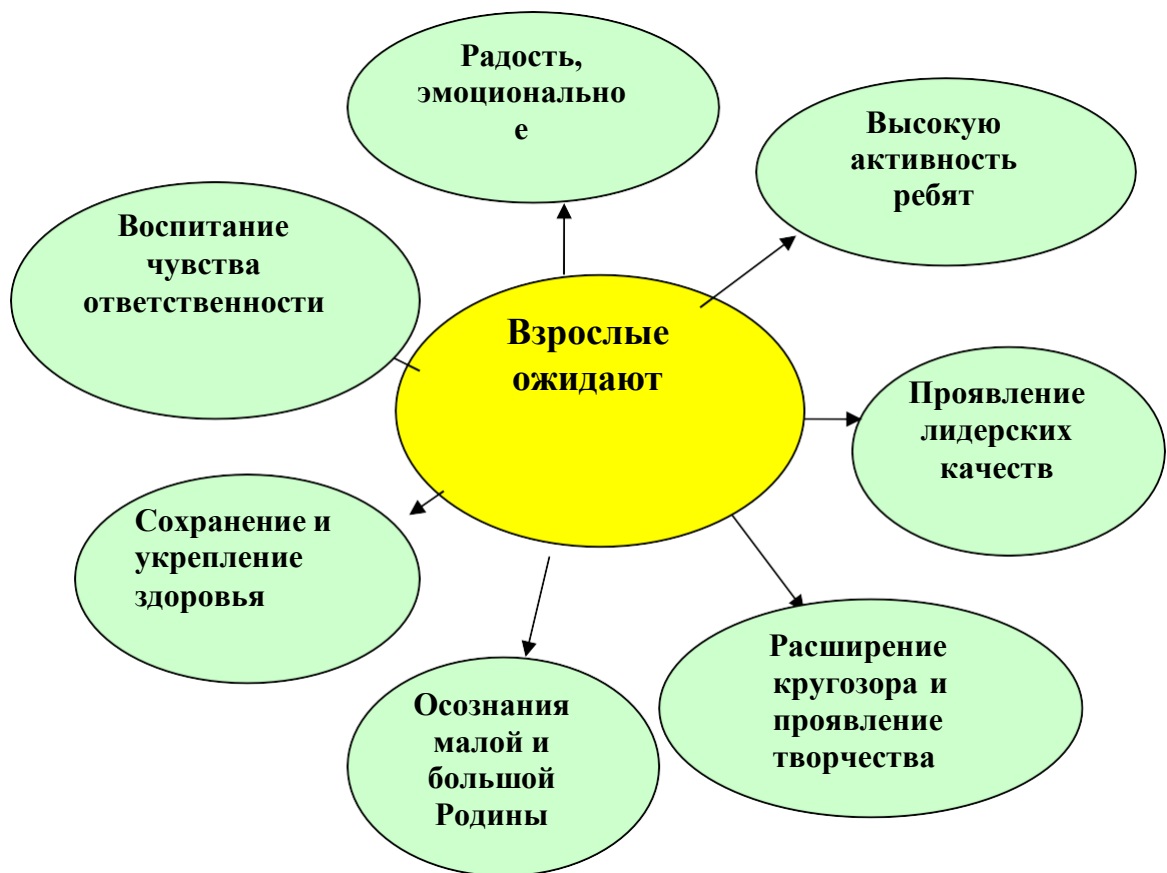 Радость,
эмоционально
е
Высокую
активность
ребят
Воспитание
чувства
ответственности
Взрослые
ожидают
Проявление
лидерских
качеств
Сохранение и
укрепление
здоровья
Расширение
кругозора и
проявление
творчества
Осознания
малой и
большой
Родины